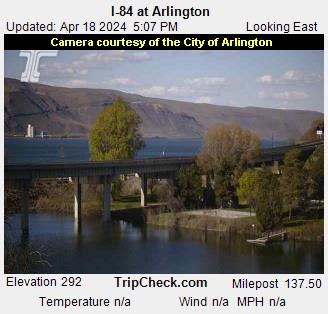 I-84 at Arlington
Updated: Apr 18 2024 5:07 PM Looking East
Camera courtesy of the City of Arlington
Elevation 292 TripCheck.com Milepost 137.50
Temperature n/a Wind n/a MPH n/a